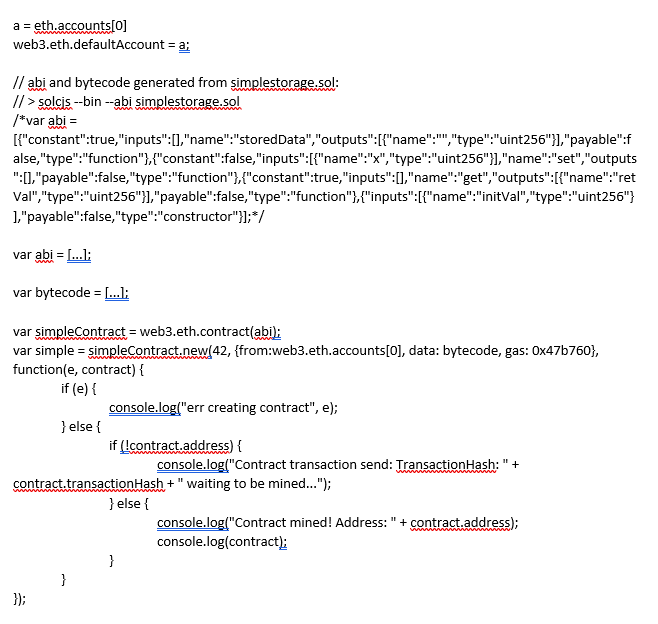 a = eth.accounts[0]
web3.eth.defaultAccount = a;
// abi and bytecode generated from simplestorage.sol:
// > solcjs --bin --abi simplestorage.sol
/*var abi =
[{"constant":true,"inputs":[],"name":"storedData","outputs":[{"name":"","type":"uint256"}],"payable":f
alse,"type":"function"},{"constant":false,"inputs":[{"name":"x","type":"uint256"}],"name":"set","outputs
":[],"payable":false,"type":"function"},{"constant":true,"inputs":[],"name":"get","outputs":[{"name":"ret
Val","type":"uint256"}],"payable":false,"type":"function"},{"inputs":[{"name":"initVal","type":"uint256"}
],"payable":false,"type":"constructor"}];*/
var abi = [...];
var bytecode = [...];
var simpleContract = web3.eth.contract(abi);
var simple = simpleContract.new(42, {from:web3.eth.accounts[0], data: bytecode, gas: 0x47b760},
function(e, contract) {
if (e) {
console.log("err creating contract", e);
} else {
if (!contract.address) {
console.log("Contract transaction send: TransactionHash: " +
contract.transactionHash + " waiting to be mined...");
} else {
console.log("Contract mined! Address: " + contract.address);
console.log(contract);
}
}
});